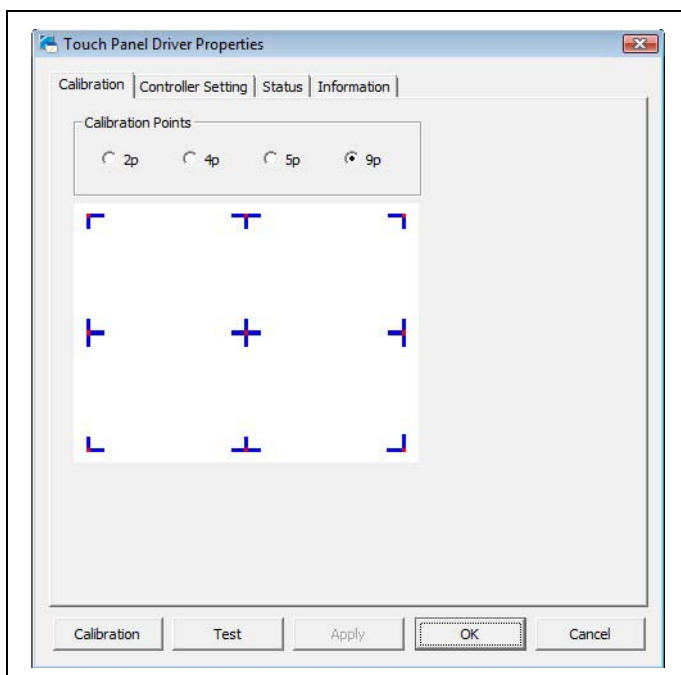 Touch Panel Driver Properties
Calibration Controller Setting Status Information
Calibration Points
2p 4p 5p 9p
Calibration Test Apply OK Cancel